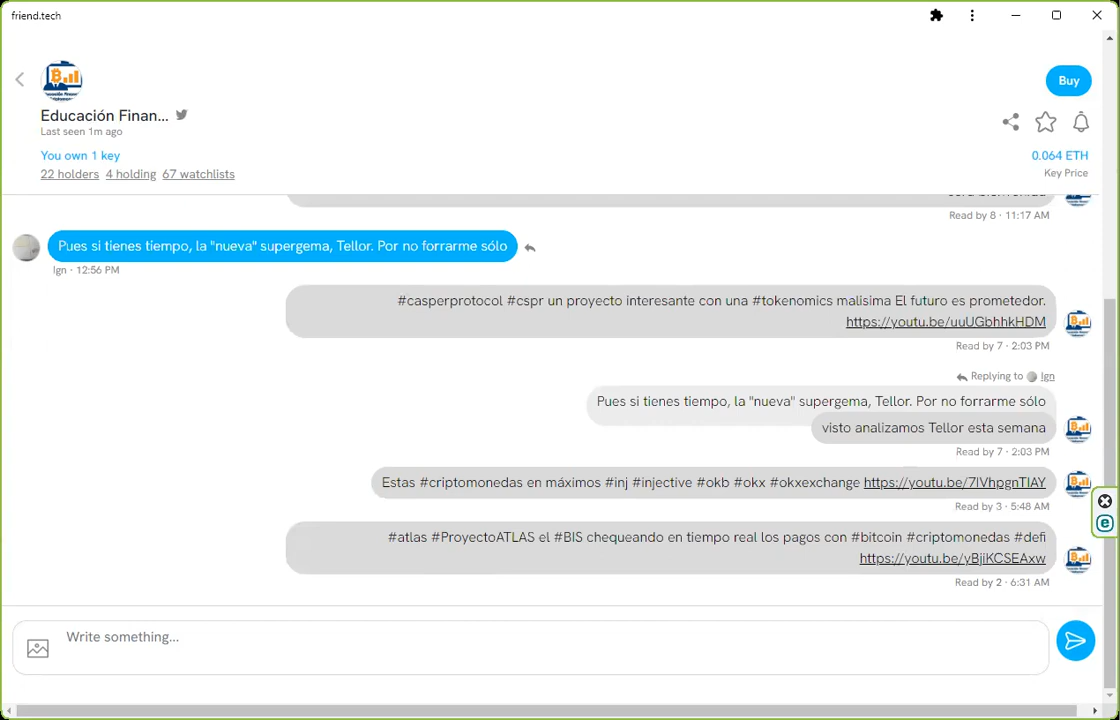 friend.tech
Buy
Educación Finan...
Last seen 1m ago
You own 1 key
0.064 ETH
22 holders 4 holding 67 watchlists
Key Price
Read by 8 · 11:17 AM
Pues si tienes tiempo, la "nueva" supergema, Tellor. Por no forrarme sólo
Ign · 12:56 PM
#casperprotocol #cspr un proyecto interesante con una #tokenomics malisima El futuro es prometedor.
https://youtu.be/uuUGbhhkHDM
Read by 7 · 2:03 PM
Replying to Ign
Pues si tienes tiempo, la "nueva" supergema, Tellor. Por no forrarme sólo
visto analizamos Tellor esta semana
Read by 7 · 2:03 PM
Estas #criptomonedas en máximos #inj #injective #okb #okx #okxexchange https://youtu.be/7lVhpgnTlAY
Read by 3 · 5:48 AM
#atlas #ProyectoATLAS el #BIS chequeando en tiempo real los pagos con #bitcoin #criptomonedas #defi
https://youtu.be/yBjiKCSEAxw
Read by 2 · 6:31 AM
Write something...